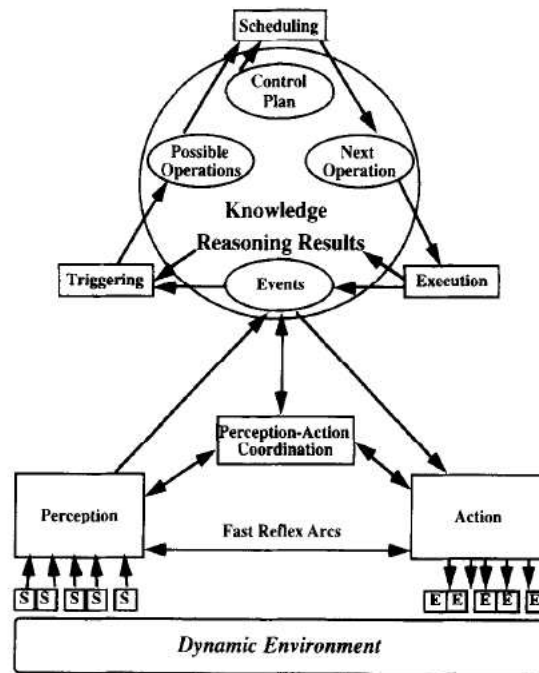 Scheduling
Control
Plan
Possible
Operations
Next
Operation
Knowledge
Reasoning Results
Triggering
Events
Execution
Perception-Action
Coordination
Perception
Fast Reflex Arcs
Action
S S S S S
E E E E E
Dynamic Environment